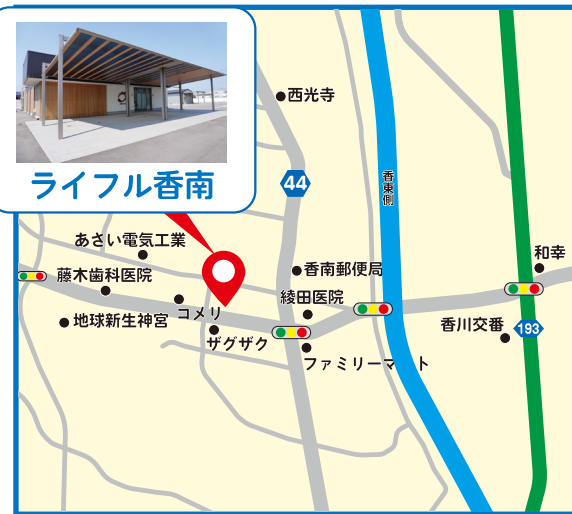 ライフル香南
西光寺
44
香東側
あさい電気工業
香南郵便局
和幸
藤木歯科医院
綾田医院
コメリ
地球新生神宮
香川交番
193
ザグザク
ファミリーマート